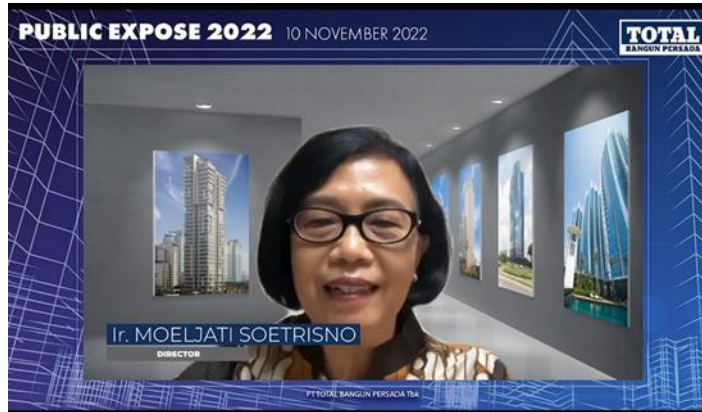 PUBLIC EXPOSE 2022 10 NOVEMBER 2022
TOTAL
BANGUN PERSADA
Ir. MOELJATI SOETRISNO
DIRECTOR
PT TOTAL BANGUN PERSADA Tbk